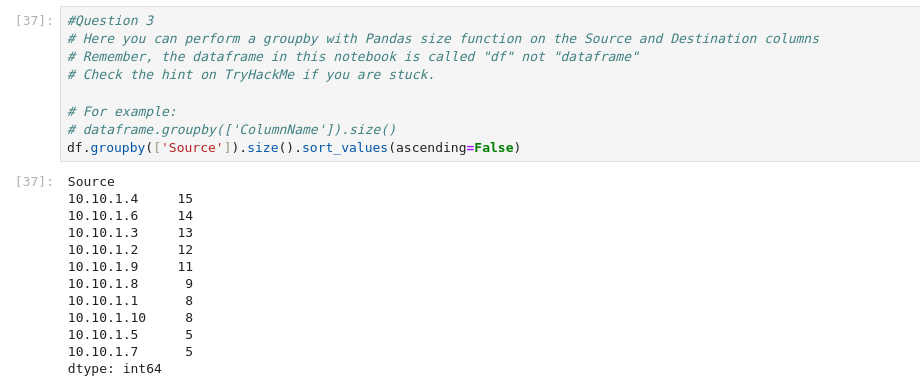 [37]: #Question 3
# Here you can perform a groupby with Pandas size function on the Source and Destination columns
# Remember, the dataframe in this notebook is called "df" not "dataframe"
# Check the hint on TryHackMe if you are stuck.

# For example:
# dataframe.groupby(['ColumnName']).size()
df.groupby(['Source']).size().sort_values(ascending=False)
[37]: Source
10.10.1.4     15
10.10.1.6     14
10.10.1.3     13
10.10.1.2     12
10.10.1.9     11
10.10.1.8      9
10.10.1.1      8
10.10.1.10     8
10.10.1.5      5
10.10.1.7      5
dtype: int64